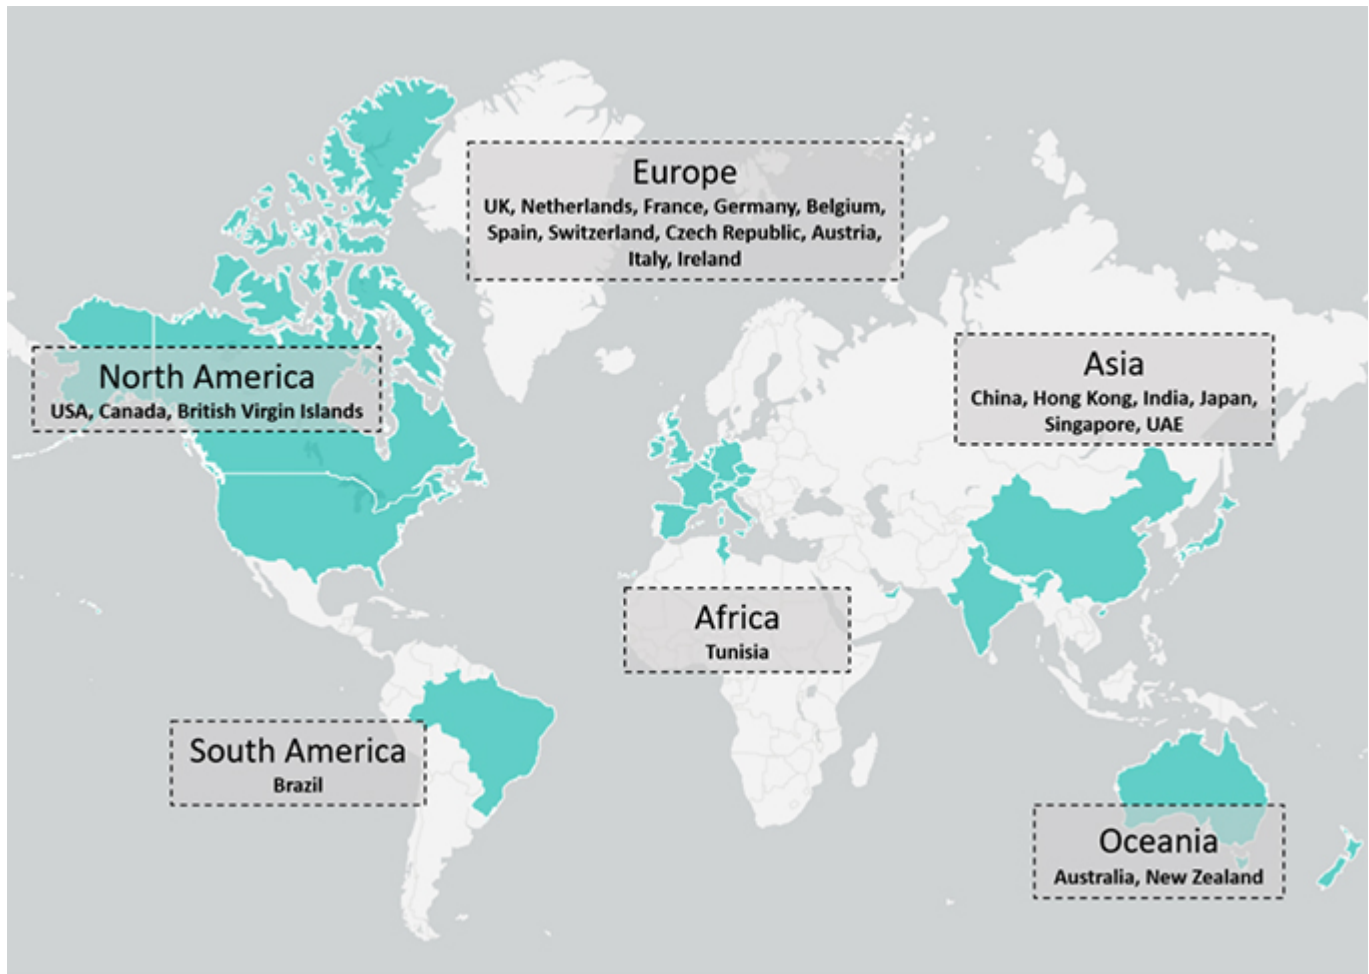 Europe
UK, Netherlands, France, Germany, Belgium,
Spain, Switzerland, Czech Republic, Austria,
Italy, Ireland
North America
USA, Canada, British Virgin Islands
Asia
China, Hong Kong, India, Japan,
Singapore, UAE
Africa
Tunisia
South America
Brazil
Oceania
Australia, New Zealand